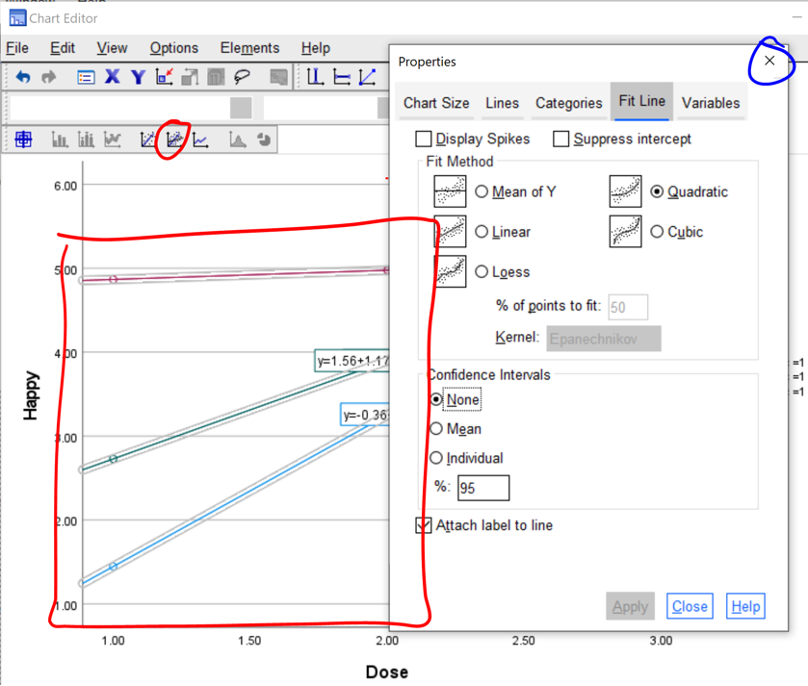 Chart Editor
File Edit View Options Elements Help
Properties
Chart Size Lines Categories Fit Line Variables
Display Spikes Suppress intercept
Fit Method
Mean of Y Quadratic
Linear Cubic
Loess
% of points to fit: 50
Kernel: Epanechnikov
Confidence Intervals
None
Mean
Individual
%: 95
Attach label to line
Apply Close Help
6.00
5.00
4.00
3.00
2.00
1.00
Happy
y=1.56+1.17
y=-0.36
=1
=1
=1
1.00 1.50 2.00 2.50 3.00
Dose